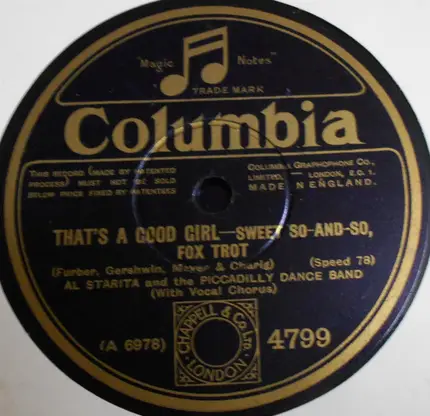 "Magic Notes"
TRADE MARK
Columbia
THIS RECORD (MADE BY PATENTED
PROCESS) MUST NOT BE SOLD
BELOW PRICE FIXED BY PATENTEES
COLUMBIA GRAPHOPHONE CO.,
LIMITED, — LONDON, E.C. 1.
MADE IN ENGLAND.
THAT'S A GOOD GIRL—SWEET SO-AND-SO,
FOX TROT
(Furber, Gershwin, Meyer & Charig) (Speed 78)
AL STARITA and the PICCADILLY DANCE BAND
(With Vocal Chorus)
(A 6978)
CHAPPELL & CO. LTD.
LONDON
4799